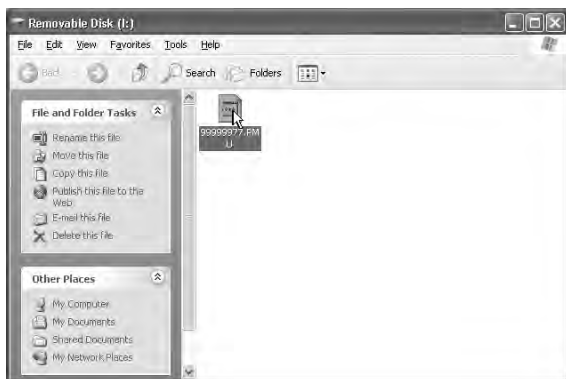 Removable Disk (I:)
File Edit View Favorites Tools Help
Back Search Folders
File and Folder Tasks
Rename this file
Move this file
Copy this file
Publish this file to the
Web
E-mail this file
Delete this file
99999977.PM
U
Other Places
My Computer
My Documents
Shared Documents
My Network Places